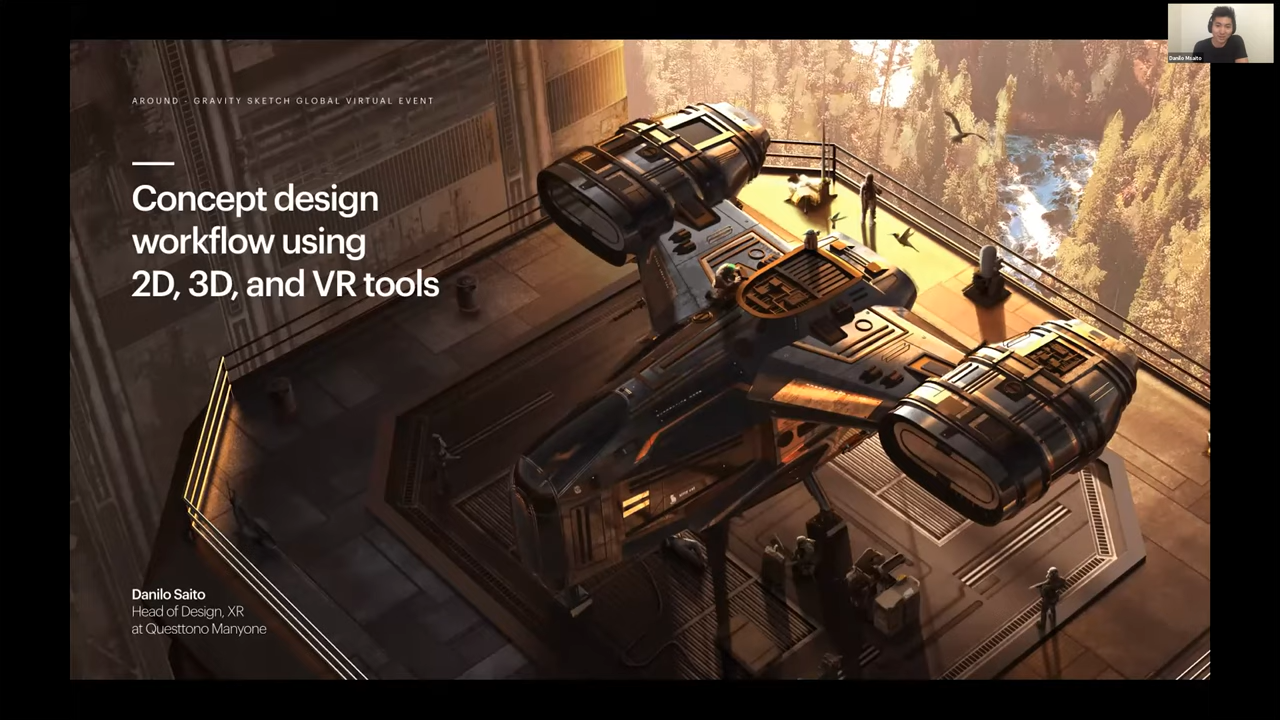 AROUND - GRAVITY SKETCH GLOBAL VIRTUAL EVENT
Concept design
workflow using
2D, 3D, and VR tools
Danilo Saito
Head of Design, XR
at Questtono Manyone